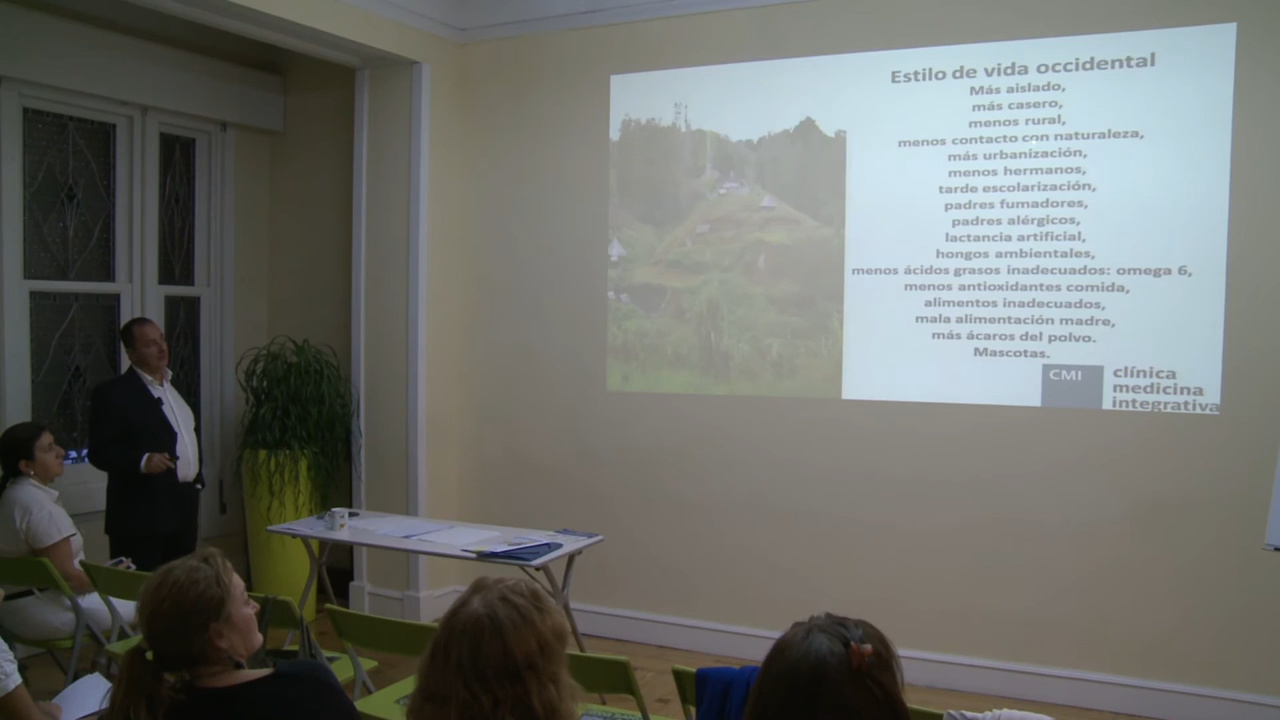 Estilo de vida occidental
Más aislado,
más casero,
menos rural,
menos contacto con naturaleza,
más urbanización,
menos hermanos,
tarde escolarización,
padres fumadores,
padres alérgicos,
lactancia artificial,
hongos ambientales,
menos ácidos grasos inadecuados: omega 6,
menos antioxidantes comida,
alimentos inadecuados,
mala alimentación madre,
más ácaros del polvo.
Mascotas.
CMI
clínica
medicina
integrativa